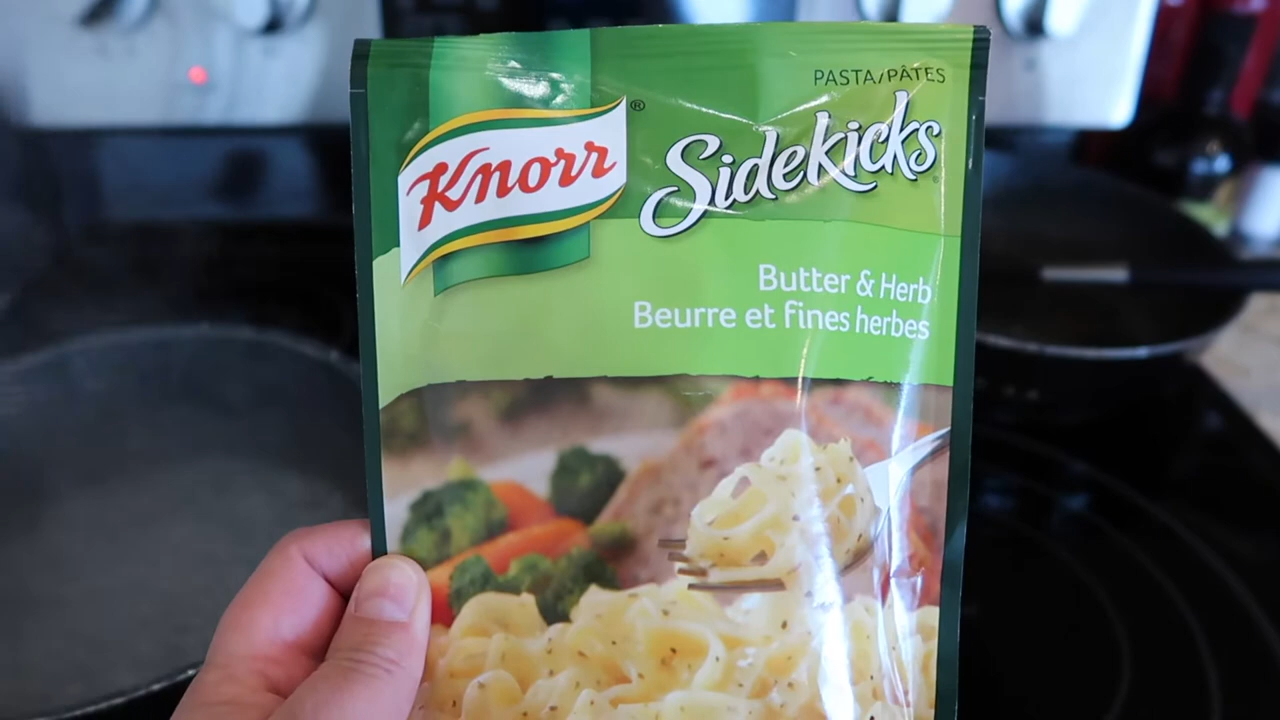 PASTA/PÂTES
Knorr®
Sidekicks
Butter & Herb
Beurre et fines herbes